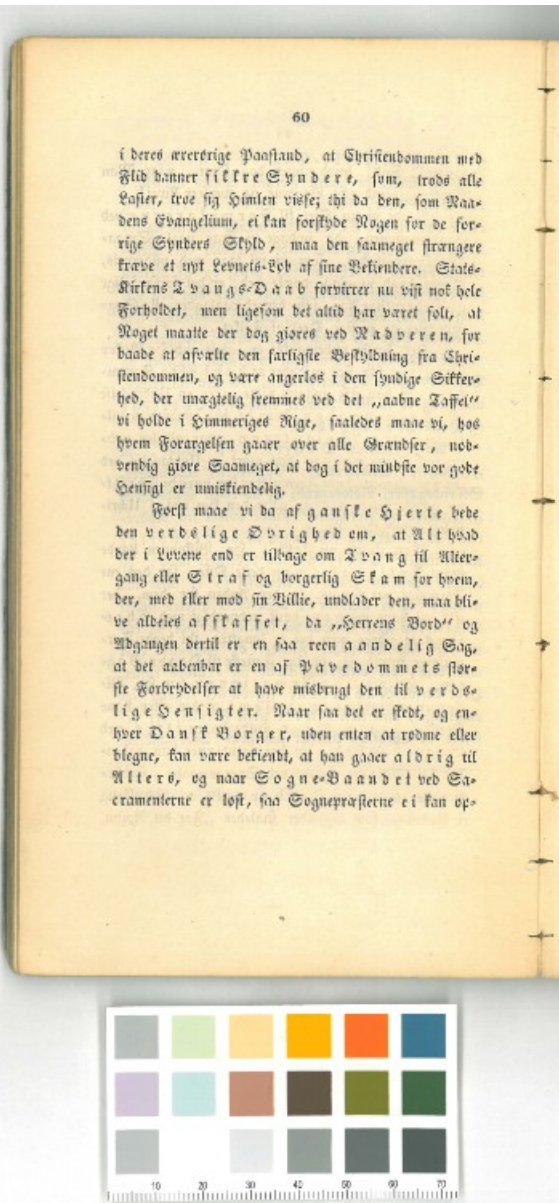 60
i deres ærerørige Paastand, at Christendommen med
Flid danner sikkre Syndere, som, trods alle
Laster, troe sig Himlen visse; thi da den, som Naa-
dens Evangelium, ei kan forskyde Nogen for de for-
rige Synders Skyld, maa den saameget strængere
kræve et nyt Levnets-Løb af sine Bekiendere. Stats-
Kirkens Tvangs-Daab forvirrer nu vist nok hele
Forholdet, men ligesom det altid har været følt, at
Noget maatte der dog giøres ved Nadveren, for
baade at afvælte den farligste Beskyldning fra Chri-
stendommen, og være angerløs i den syndige Sikker-
hed, der unægtelig fremmes ved det „aabne Taffel“
vi holde i Himmeriges Rige, saaledes maae vi, hos
hvem Forargelsen gaaer over alle Grændser, nød-
vendig giøre Saameget, at dog i det mindste vor gode
Hensigt er umiskiendelig.
Først maae vi da af ganske Hjerte bede
den verdslige Øvrighed om, at Alt hvad
der i Lovene end er tilbage om Tvang til Alter-
gang eller Straf og borgerlig Skam for hvem,
der, med eller mod sin Villie, undlader den, maa bli-
ve aldeles afskaffet, da „Herrens Bord“ og
Adgangen dertil er en saa reen aandelig Sag,
at det aabenbar er en af Pavedommets stør-
ste Forbrydelser at have misbrugt den til verds-
lige Hensigter. Naar saa det er skedt, og en-
hver Dansk Borger, uden enten at rødme eller
blegne, kan være bekiendt, at han gaaer aldrig til
Alters, og naar Sogne-Baandet ved Sa-
cramenterne er løst, saa Sognepræsterne ei kan op-
10 20 30 40 50 60 70